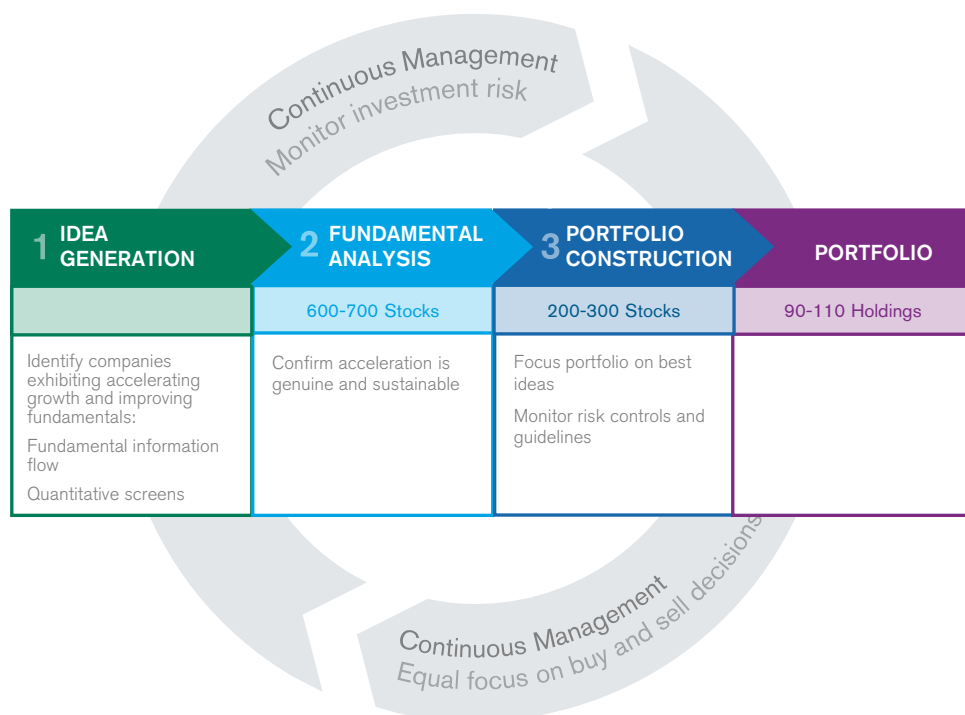 Continuous Management
Monitor investment risk
1 IDEA
GENERATION
2 FUNDAMENTAL
ANALYSIS
3 PORTFOLIO
CONSTRUCTION
PORTFOLIO
600-700 Stocks
200-300 Stocks
90-110 Holdings
Identify companies
exhibiting accelerating
growth and improving
fundamentals:
Fundamental information
flow
Quantitative screens
Confirm acceleration is
genuine and sustainable
Focus portfolio on best
ideas
Monitor risk controls and
guidelines
Continuous Management
Equal focus on buy and sell decisions